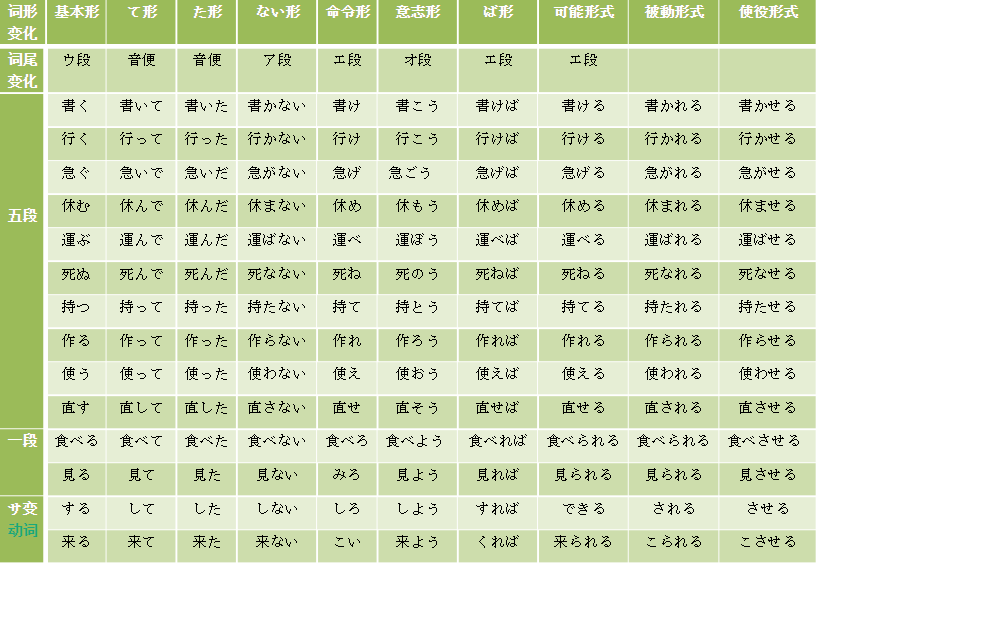 词形变化 基本形 て形 た形 ない形 命令形 意志形 ば形 可能形式 被動形式 使役形式
词尾变化 ウ段 音便 音便 ア段 エ段 オ段 エ段 エ段
五段
書く 書いて 書いた 書かない 書け 書こう 書けば 書ける 書かれる 書かせる
行く 行って 行った 行かない 行け 行こう 行けば 行ける 行かれる 行かせる
急ぐ 急いで 急いだ 急がない 急げ 急ごう 急げば 急げる 急がれる 急がせる
休む 休んで 休んだ 休まない 休め 休もう 休めば 休める 休まれる 休ませる
運ぶ 運んで 運んだ 運ばない 運べ 運ぼう 運べば 運べる 運ばれる 運ばせる
死ぬ 死んで 死んだ 死なない 死ね 死のう 死ねば 死ねる 死なれる 死なせる
持つ 持って 持った 持たない 持て 持とう 持てば 持てる 持たれる 持たせる
作る 作って 作った 作らない 作れ 作ろう 作れば 作れる 作られる 作らせる
使う 使って 使った 使わない 使え 使おう 使えば 使える 使われる 使わせる
直す 直して 直した 直さない 直せ 直そう 直せば 直せる 直される 直させる
一段 食べる 食べて 食べた 食べない 食べろ 食べよう 食べれば 食べられる 食べられる 食べさせる
見る 見て 見た 見ない みろ 見よう 見れば 見られる 見られる 見させる
サ変动词 する して した しない しろ しよう すれば できる される させる
来る 来て 来た 来ない こい 来よう くれば 来られる こられる こさせる